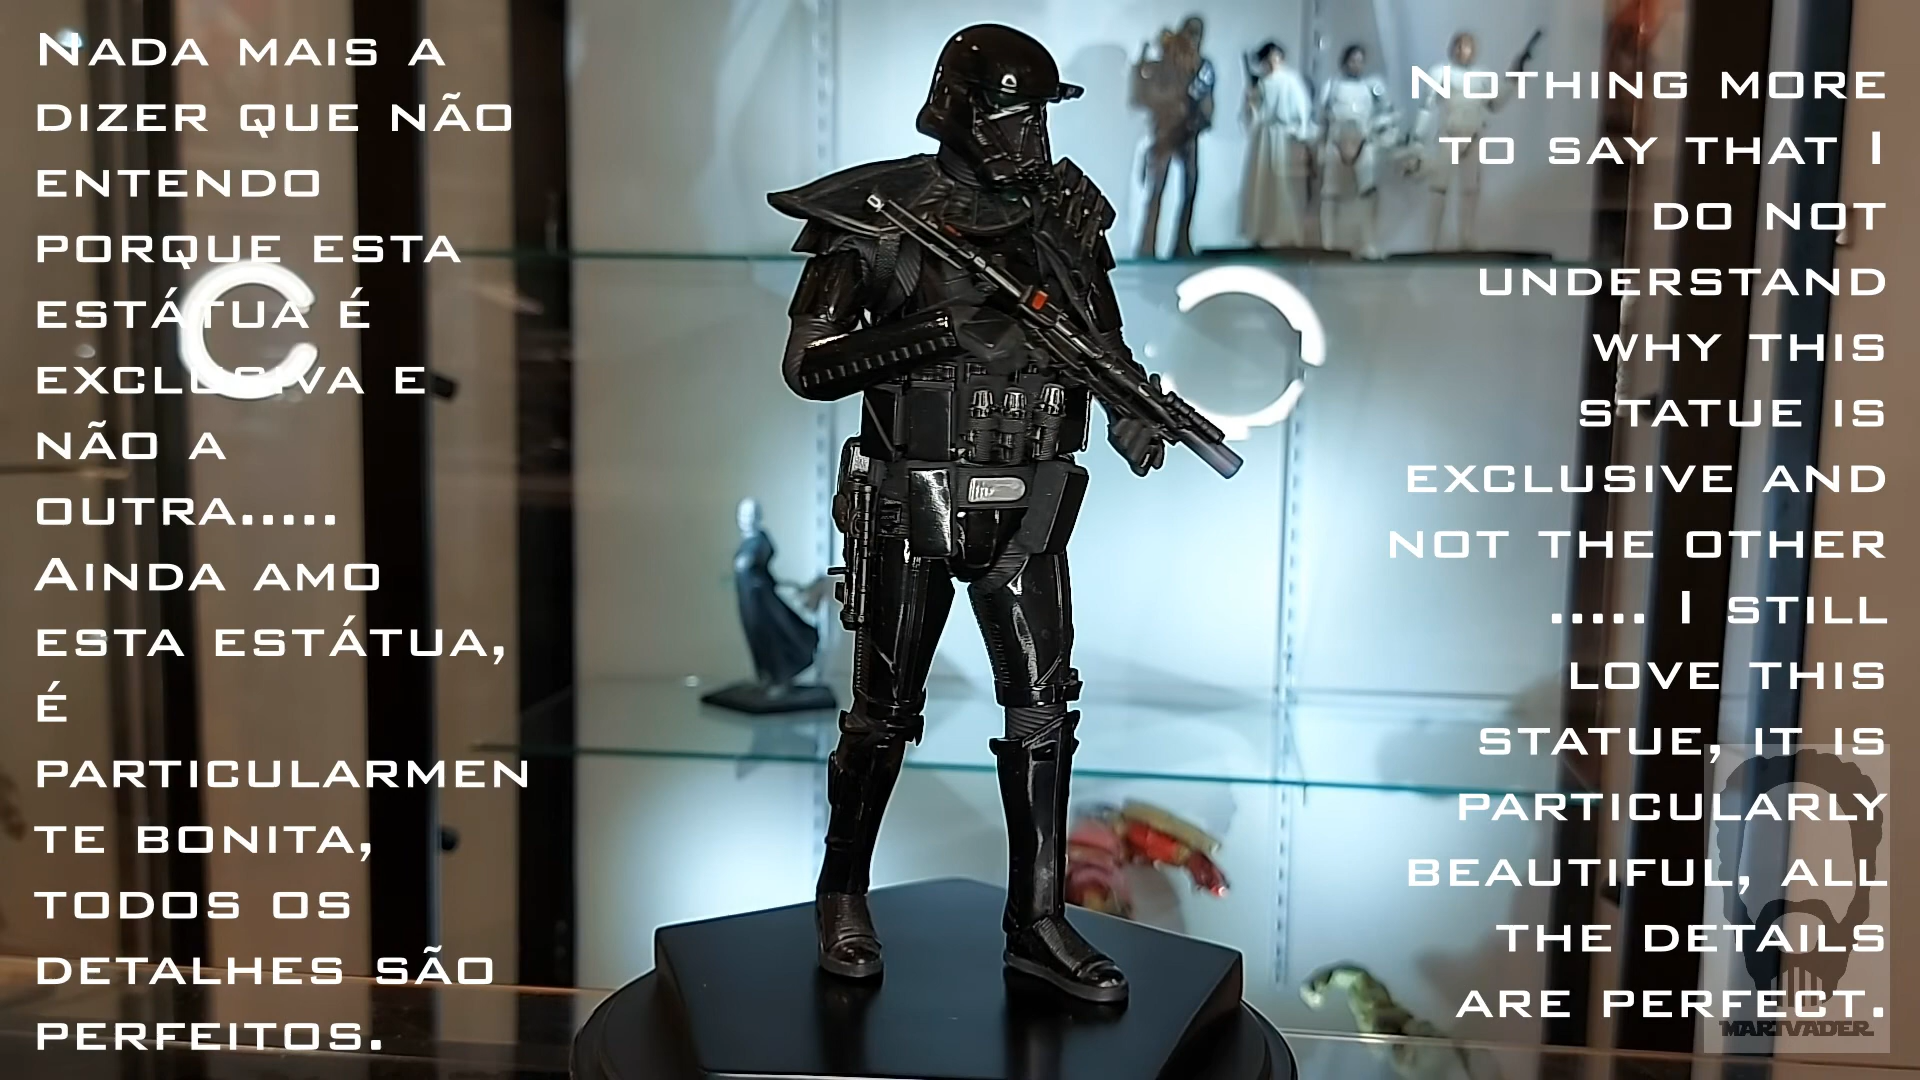 Nada mais a
dizer que não
entendo
porque esta
estátua é
exclusiva e
não a
outra.....
Ainda amo
esta estátua,
é
particularmen
te bonita,
todos os
detalhes são
perfeitos.
Nothing more
to say that I
do not
understand
why this
statue is
exclusive and
not the other
..... I still
love this
statue, it is
particularly
beautiful, all
the details
are perfect.
MARTVADER